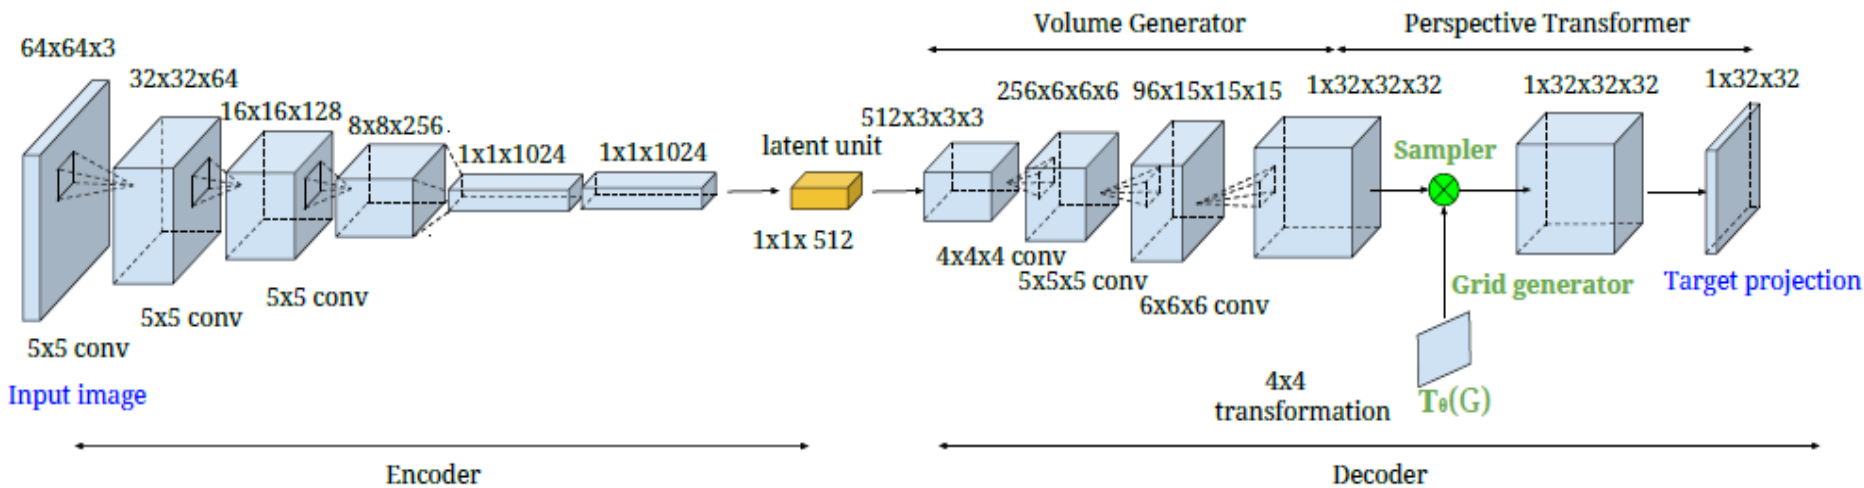 Volume Generator
Perspective Transformer
64x64x3
32x32x64
16x16x128
8x8x256
1x1x1024
1x1x1024
latent unit
512x3x3x3
256x6x6x6
96x15x15x15
1x32x32x32
1x32x32x32
1x32x32
Sampler
1x1x 512
4x4x4 conv
5x5x5 conv
6x6x6 conv
Grid generator
Target projection
5x5 conv
5x5 conv
5x5 conv
Input image
4x4
transformation
Tθ(G)
Encoder
Decoder